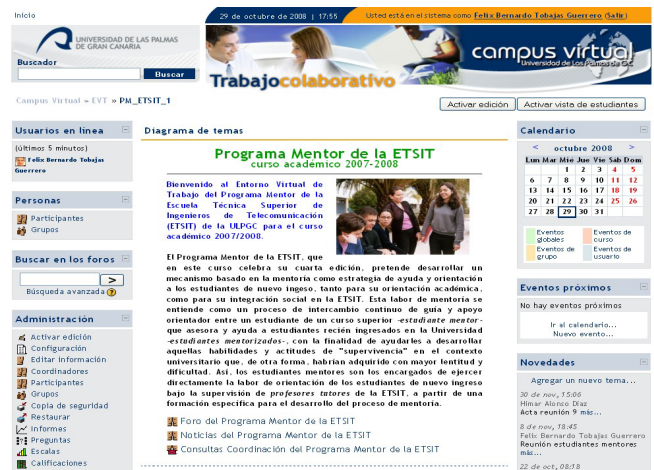 Inicio
29 de octubre de 2008 | 17:55
Usted está en el sistema como Felix Bernardo Tobajas Guerrero (Salir)
UNIVERSIDAD DE LAS PALMAS
DE GRAN CANARIA
Buscador
Buscar
Trabajocolaborativo
campus virtual
Universidad de Las Palmas de G.C.
Campus Virtual » EVT » PM_ETSIT_1
Activar edición
Activar vista de estudiantes
Usuarios en línea
(últimos 5 minutos)
Felix Bernardo Tobajas
Guerrero
Personas
Participantes
Grupos
Buscar en los foros
>
Búsqueda avanzada
Administración
Activar edición
Configuración
Editar información
Coordinadores
Participantes
Grupos
Copia de seguridad
Restaurar
Informes
Preguntas
Escalas
Calificaciones
Diagrama de temas
Programa Mentor de la ETSIT
curso académico 2007-2008
Bienvenido al Entorno Virtual de
Trabajo del Programa Mentor de la
Escuela Técnica Superior de
Ingenieros de Telecomunicación
(ETSIT) de la ULPGC para el curso
académico 2007/2008.
El Programa Mentor de la ETSIT, que
en este curso celebra su cuarta edición, pretende desarrollar un
mecanismo basado en la mentoría como estrategia de ayuda y orientación
a los estudiantes de nuevo ingeso, tanto para su orientación académica,
como para su integración social en la ETSIT. Esta labor de mentoría se
entiende como un proceso de intercambio continuo de guía y apoyo
orientador entre un estudiante de un curso superior -estudiante mentor-
que asesora y ayuda a estudiantes recién ingresados en la Universidad
-estudiantes mentorizados-, con la finalidad de ayudarles a desarrollar
aquellas habilidades y actitudes de "supervivencia" en el contexto
universitario que, de otra forma, habrían adquirido con mayor lentitud y
dificultad. Así, los estudiantes mentores son los encargados de ejercer
directamente la labor de orientación de los estudiantes de nuevo ingreso
bajo la supervisión de profesores tutores de la ETSIT, a partir de una
formación específica para el desarrollo del proceso de mentoría.
Foro del Programa Mentor de la ETSIT
Noticias del Programa Mentor de la ETSIT
Consultas Coordinación del Programa Mentor de la ETSIT
Calendario
< octubre 2008 >
Lun Mar Mie Jue Vie Sab Dom
1 2 3 4 5
6 7 8 9 10 11 12
13 14 15 16 17 18 19
20 21 22 23 24 25 26
27 28 29 30 31
Eventos globales
Eventos de curso
Eventos de grupo
Eventos de usuario
Eventos próximos
No hay eventos próximos
Ir al calendario...
Nuevo evento...
Novedades
Agregar un nuevo tema...
30 de nov, 15:06
Himar Alonso Díaz
Acta reunión 9 más...
8 de nov, 18:45
Felix Bernardo Tobajas Guerrero
Reunión estudiantes mentores
más...
22 de oct, 08:18